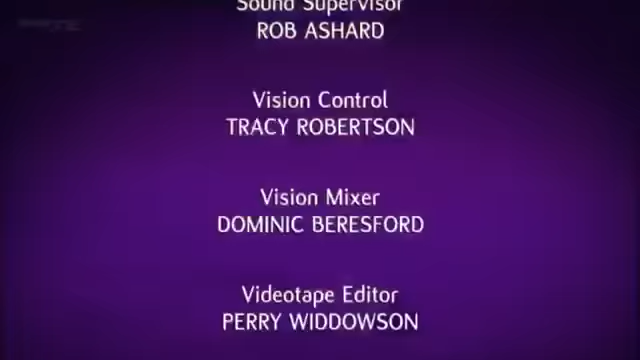 Sound Supervisor
ROB ASHARD
Vision Control
TRACY ROBERTSON
Vision Mixer
DOMINIC BERESFORD
Videotape Editor
PERRY WIDDOWSON